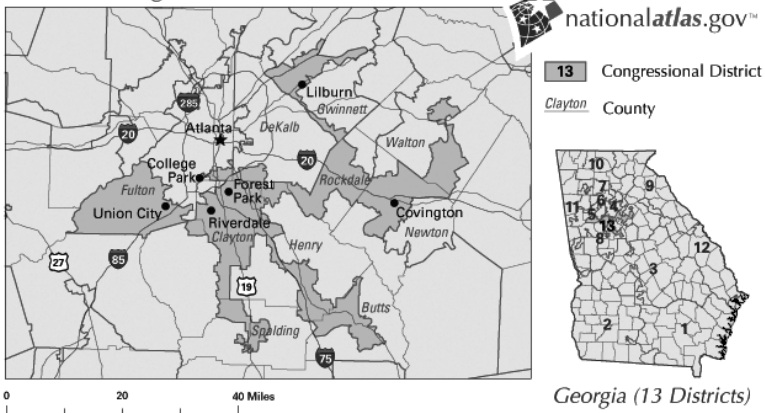 nationalatlas.gov™
13 Congressional District
Clayton County
285
20
Atlanta
Lilburn
Gwinnett
DeKalb
Walton
College
Park
20
Fulton
Forest
Park
Rockdale
Union City
Riverdale
Clayton
Covington
Newton
Henry
27
85
19
Butts
Spalding
75
0 20 40 Miles
10
9
7
6
4
11
5
13
8
12
3
2
1
Georgia (13 Districts)